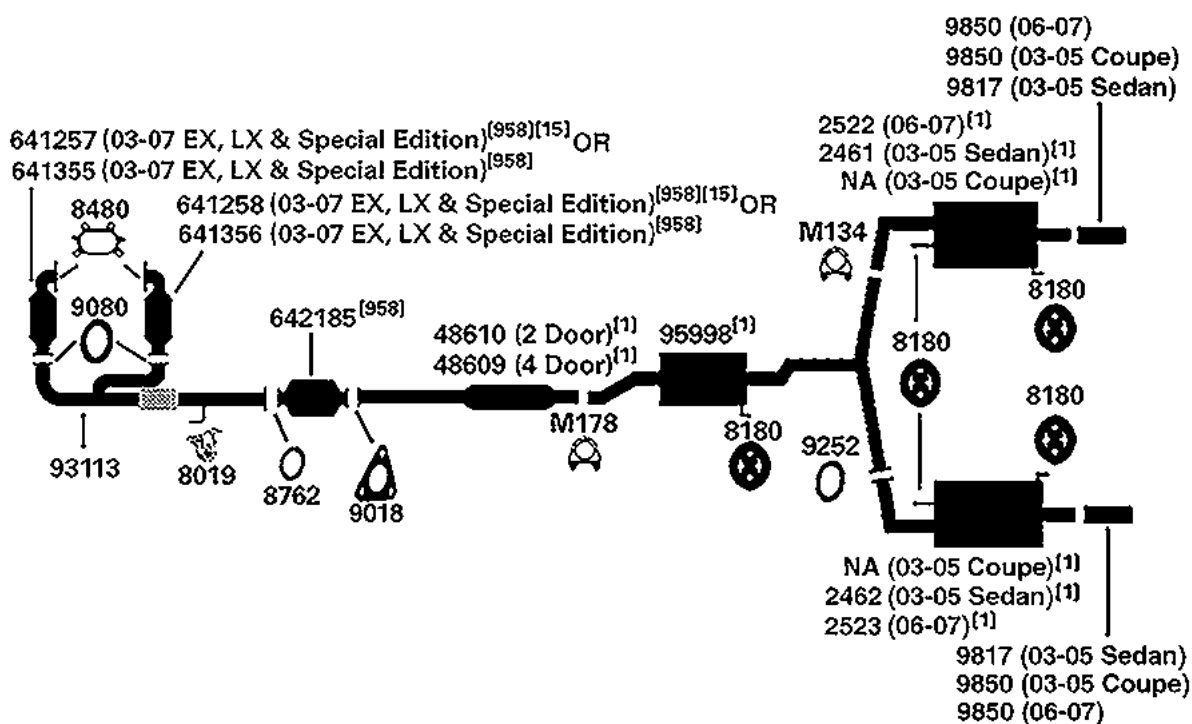 9850 (06-07)
9850 (03-05 Coupe)
9817 (03-05 Sedan)
641257 (03-07 EX, LX & Special Edition)[958][15]OR
641355 (03-07 EX, LX & Special Edition)[958]
2522 (06-07)[1]
2461 (03-05 Sedan)[1]
NA (03-05 Coupe)[1]
8480
641258 (03-07 EX, LX & Special Edition)[958][15]OR
641356 (03-07 EX, LX & Special Edition)[958]
M134
9080
642185[958]
8180
48610 (2 Door)[1]
48609 (4 Door)[1]
95998[1]
8180
8180
M178
8180
9252
93113
8019
8762
9018
NA (03-05 Coupe)[1]
2462 (03-05 Sedan)[1]
2523 (06-07)[1]
9817 (03-05 Sedan)
9850 (03-05 Coupe)
9850 (06-07)